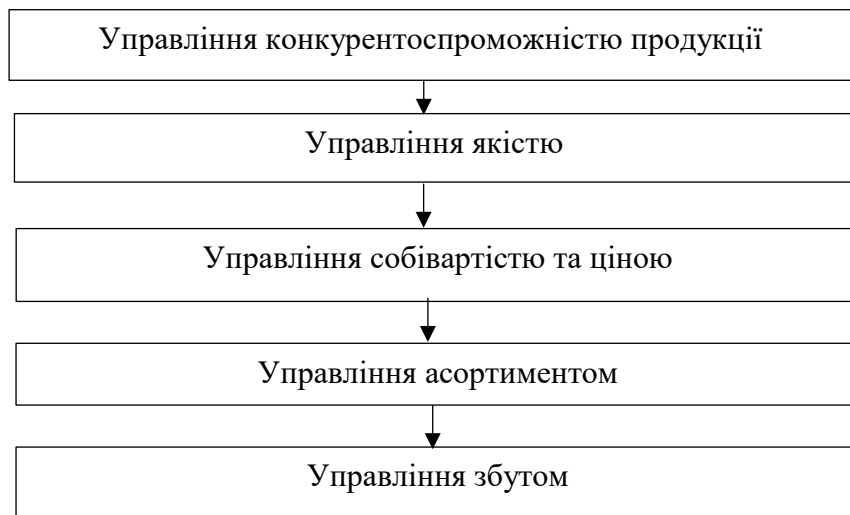 Управління конкурентоспроможністю продукції
Управління якістю
Управління собівартістю та ціною
Управління асортиментом
Управління збутом